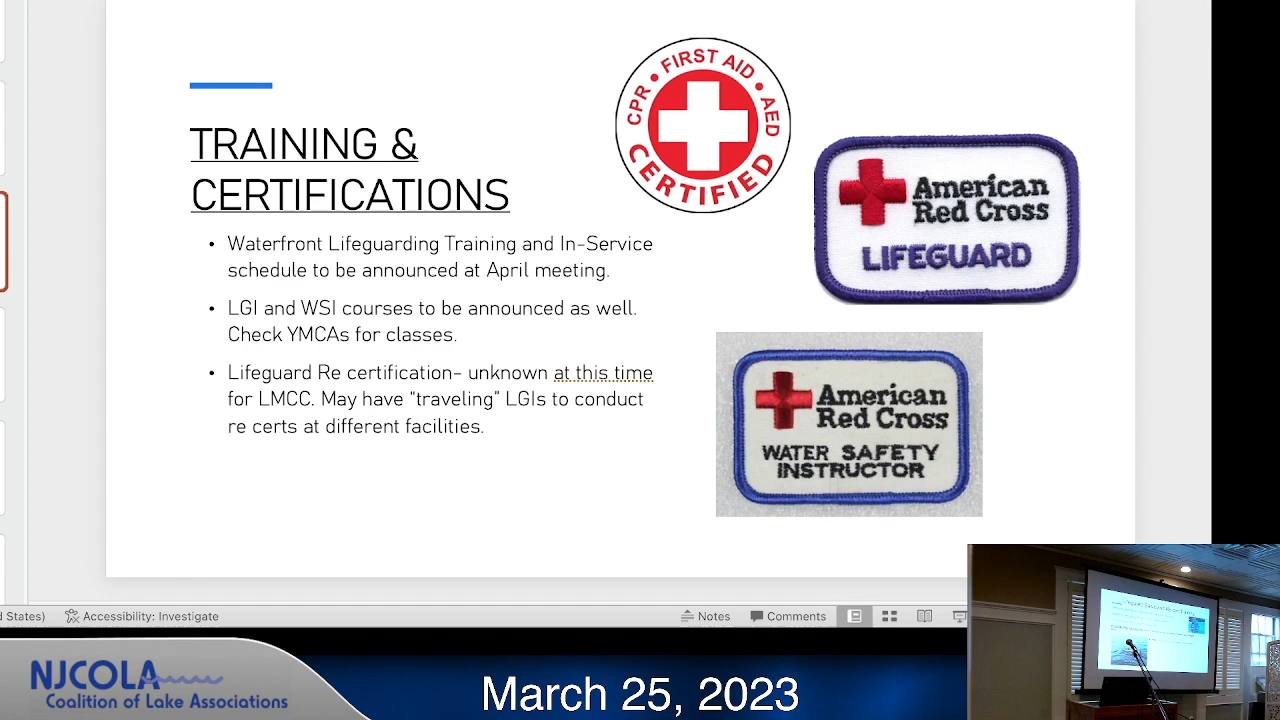 CPR • FIRST AID • AED
CERTIFIED
TRAINING &
CERTIFICATIONS
American
Red Cross
LIFEGUARD
• Waterfront Lifeguarding Training and In-Service
schedule to be announced at April meeting.
• LGI and WSI courses to be announced as well.
Check YMCAs for classes.
• Lifeguard Re certification– unknown at this time
for LMCC. May have “traveling” LGIs to conduct
re certs at different facilities.
American
Red Cross
WATER SAFETY
INSTRUCTOR
d States)
Accessibility: Investigate
Notes
Comments
NJCOLA
Coalition of Lake Associations
March 25, 2023